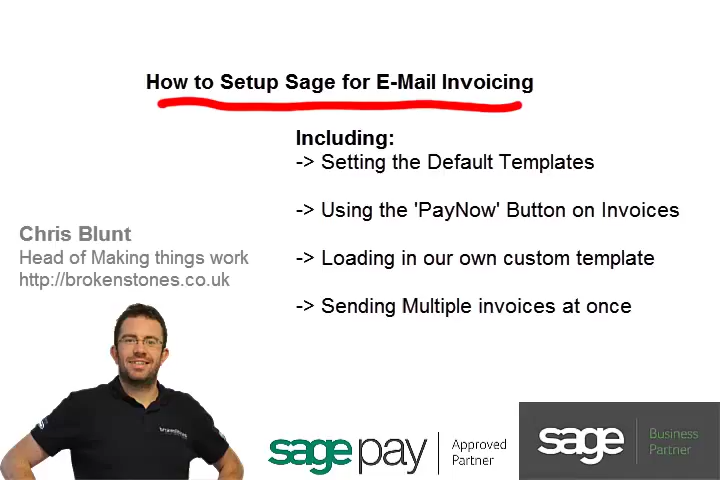 How to Setup Sage for E-Mail Invoicing
Including:
-> Setting the Default Templates
-> Using the 'PayNow' Button on Invoices
-> Loading in our own custom template
-> Sending Multiple invoices at once
Chris Blunt
Head of Making things work
http://brokenstones.co.uk
sage pay
Approved
Partner
sage
Business
Partner